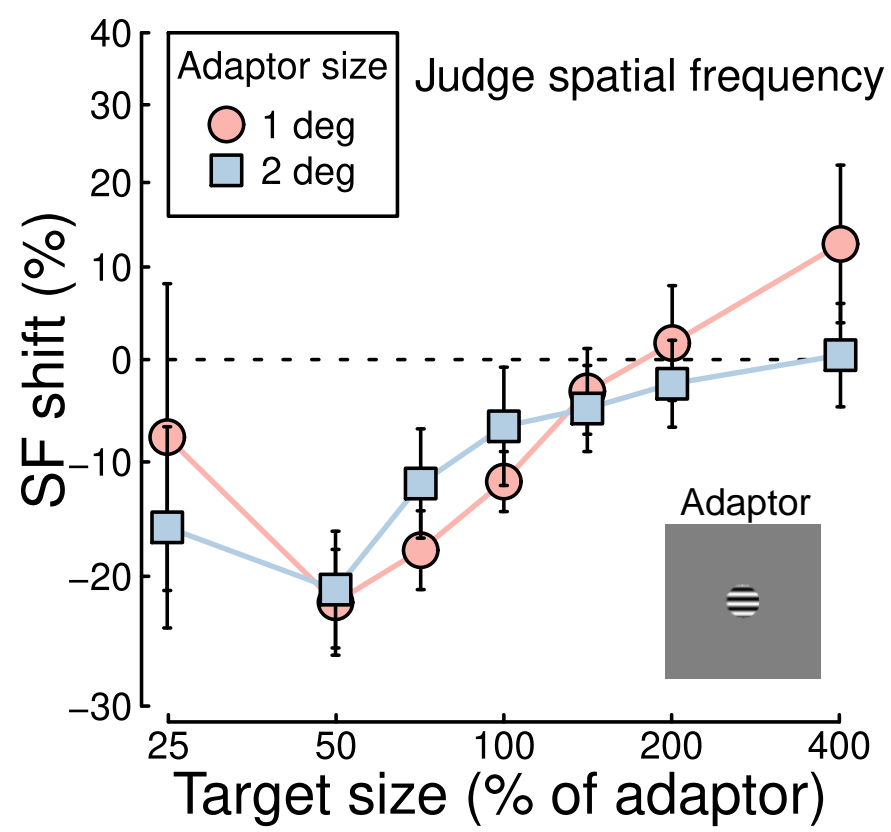 Judge spatial frequency
Adaptor size
1 deg
2 deg
SF shift (%)
40
30
20
10
0
−10
−20
−30
Adaptor
25 50 100 200 400
Target size (% of adaptor)